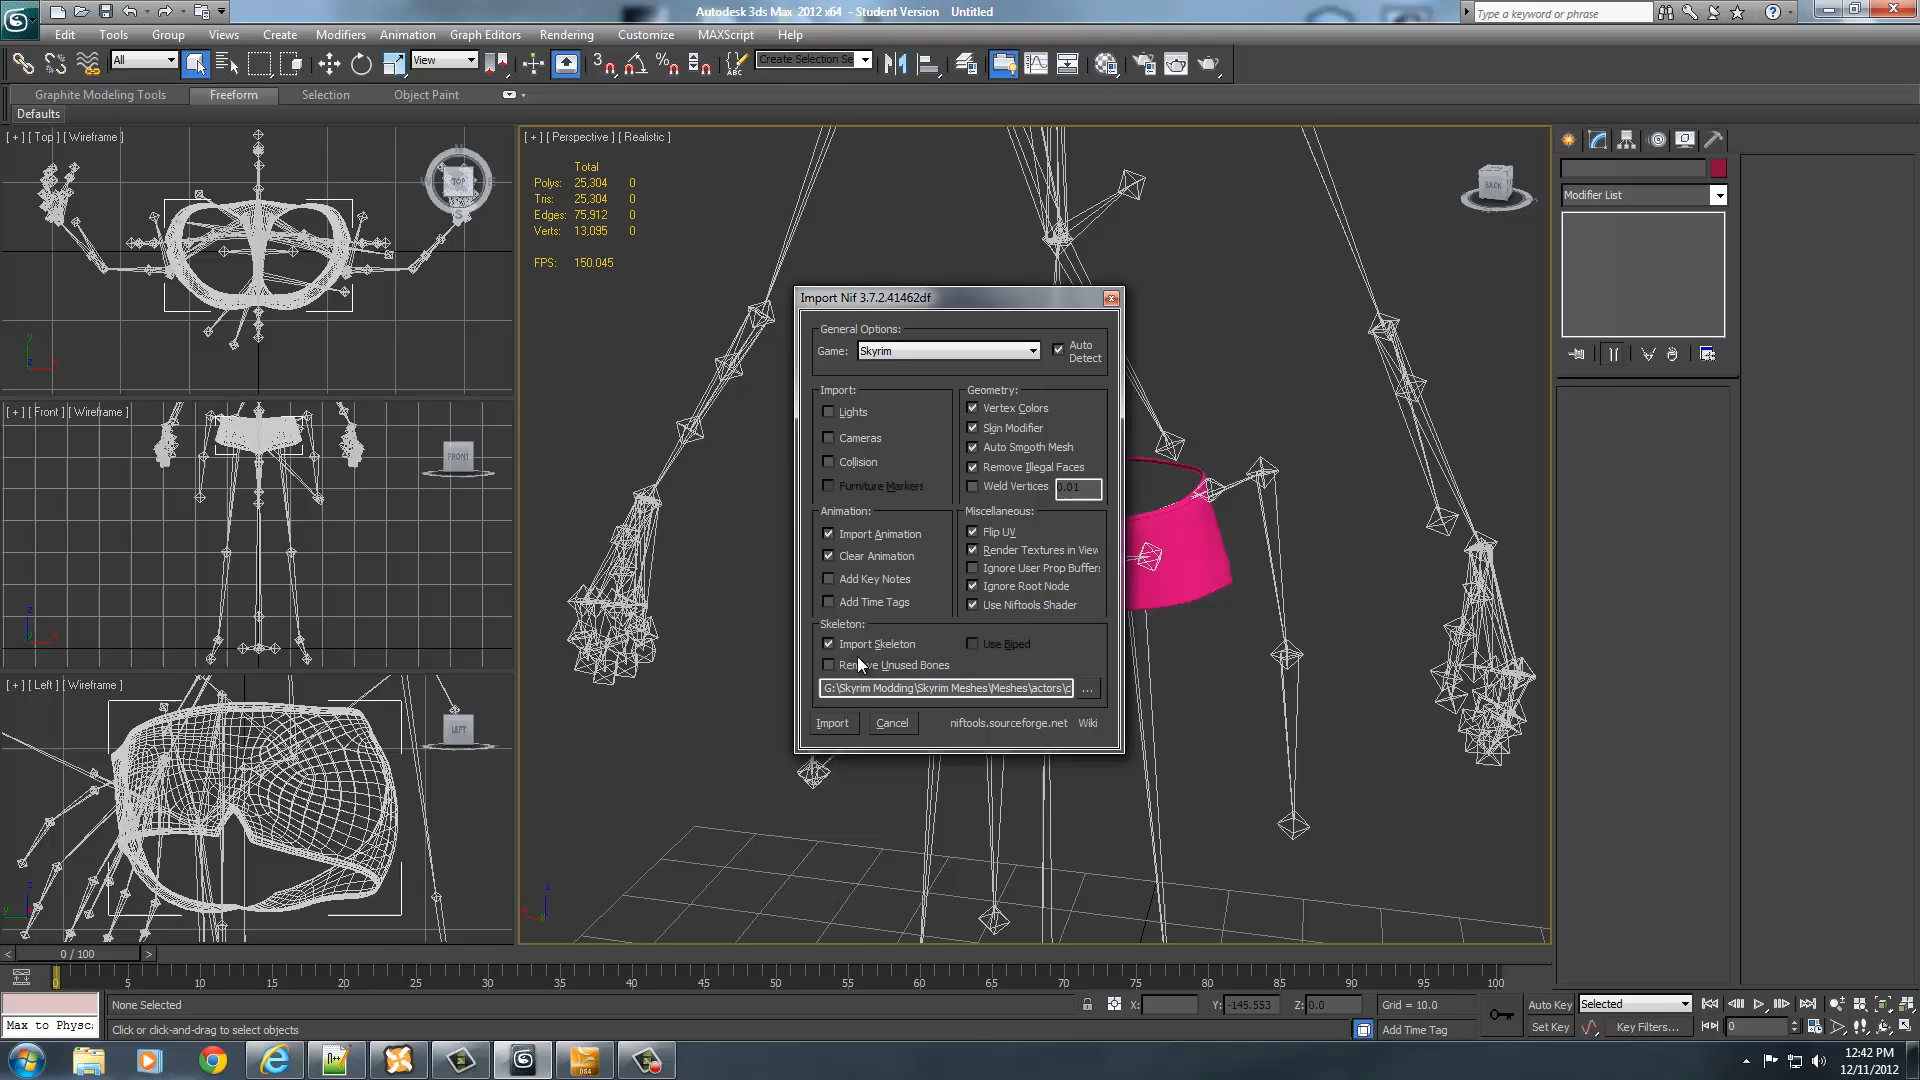 Autodesk 3ds Max 2012 x64 - Student Version Untitled
Type a keyword or phrase
Edit Tools Group Views Create Modifiers Animation Graph Editors Rendering Customize MAXScript Help
All
View
3
Create Selection Se
Graphite Modeling Tools Freeform Selection Object Paint
Defaults
[ + ] [ Top ] [ Wireframe ]
TOP
[ + ] [ Front ] [ Wireframe ]
FRONT
[ + ] [ Left ] [ Wireframe ]
LEFT
[ + ] [ Perspective ] [ Realistic ]
Total
Polys: 25,304 0
Tris: 25,304 0
Edges: 75,912 0
Verts: 13,095 0
FPS: 150.045
BACK
Modifier List
Import Nif 3.7.2.41462df
General Options:
Game: Skyrim
Auto Detect
Import:
Lights
Cameras
Collision
Furniture Markers
Geometry:
Vertex Colors
Skin Modifier
Auto Smooth Mesh
Remove Illegal Faces
Weld Vertices 0.01
Animation:
Import Animation
Clear Animation
Add Key Notes
Add Time Tags
Miscellaneous:
Flip UV
Render Textures in View
Ignore User Prop Buffers
Ignore Root Node
Use Niftools Shader
Skeleton:
Import Skeleton
Use Biped
Remove Unused Bones
G:\Skyrim Modding\Skyrim Meshes\Meshes\actors\c
...
Import Cancel niftools.sourceforge.net Wiki
< 0 / 100 >
0 5 10 15 20 25 30 35 40 45 50 55 60 65 70 75 80 85 90 95 100
None Selected
X: Y: -145.553 Z: 0.0 Grid = 10.0
Auto Key Selected
Max to Physc:
Click or click-and-drag to select objects
Add Time Tag
Set Key Key Filters... 0
DS4
12:42 PM
12/11/2012